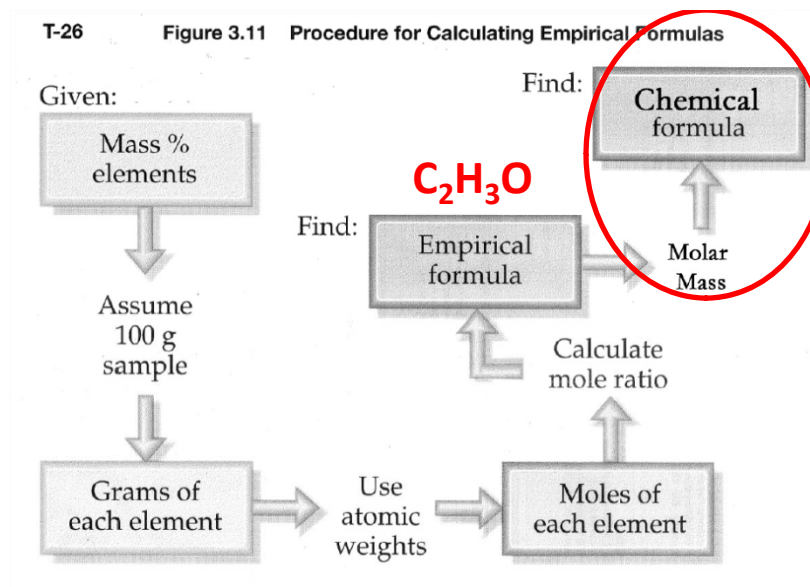 T-26 Figure 3.11 Procedure for Calculating Empirical Formulas
Given:
Mass %
elements
Assume
100 g
sample
Grams of
each element
Use
atomic
weights
Moles of
each element
Calculate
mole ratio
Find:
C₂H₃O
Empirical
formula
Molar
Mass
Find:
Chemical
formula